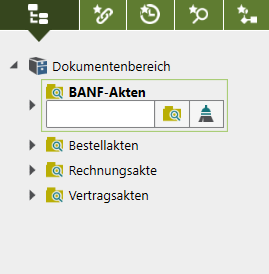 Dokumentenbereich
BANF-Akten
Bestellakten
Rechnungsakte
Vertragsakten